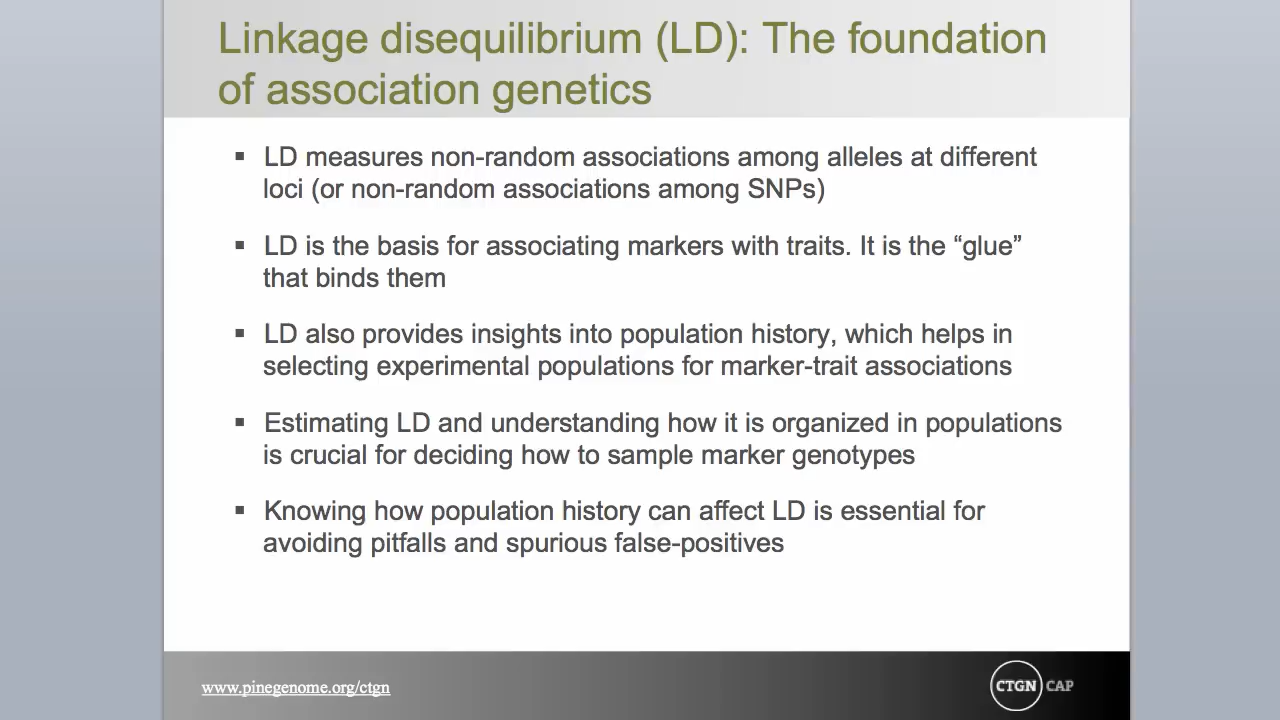 Linkage disequilibrium (LD): The foundation
of association genetics
▪ LD measures non-random associations among alleles at different
loci (or non-random associations among SNPs)
▪ LD is the basis for associating markers with traits. It is the “glue”
that binds them
▪ LD also provides insights into population history, which helps in
selecting experimental populations for marker-trait associations
▪ Estimating LD and understanding how it is organized in populations
is crucial for deciding how to sample marker genotypes
▪ Knowing how population history can affect LD is essential for
avoiding pitfalls and spurious false-positives
www.pinegenome.org/ctgn
CTGN CAP